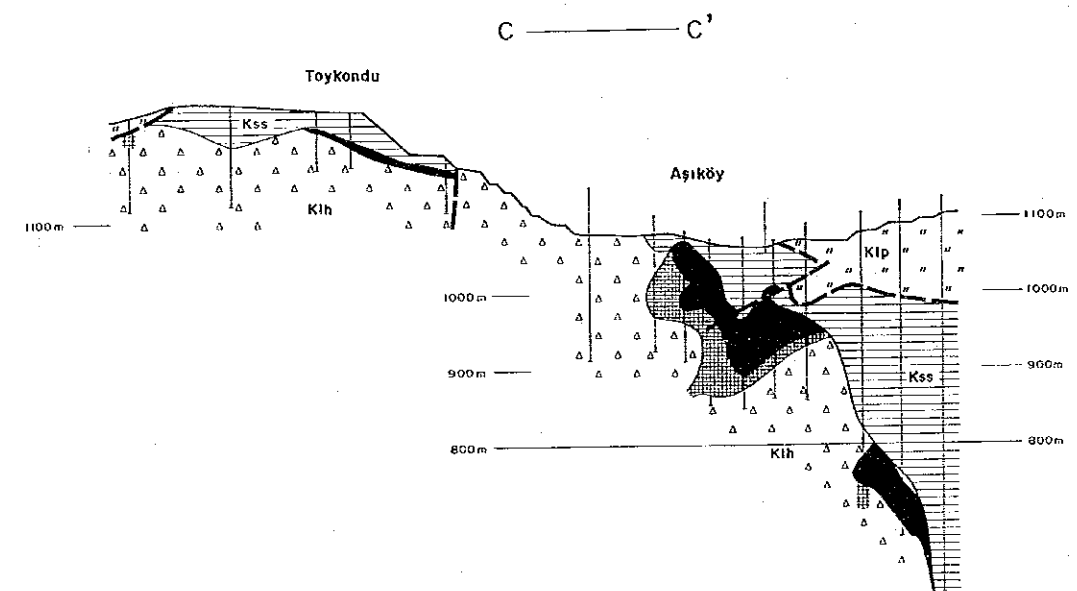 C C'
Toykondu
Kss
Klh
1100m
Aşıköy
1100m
Klp
1000m
1000m
900m
900m
Kss
800m
800m
Klh